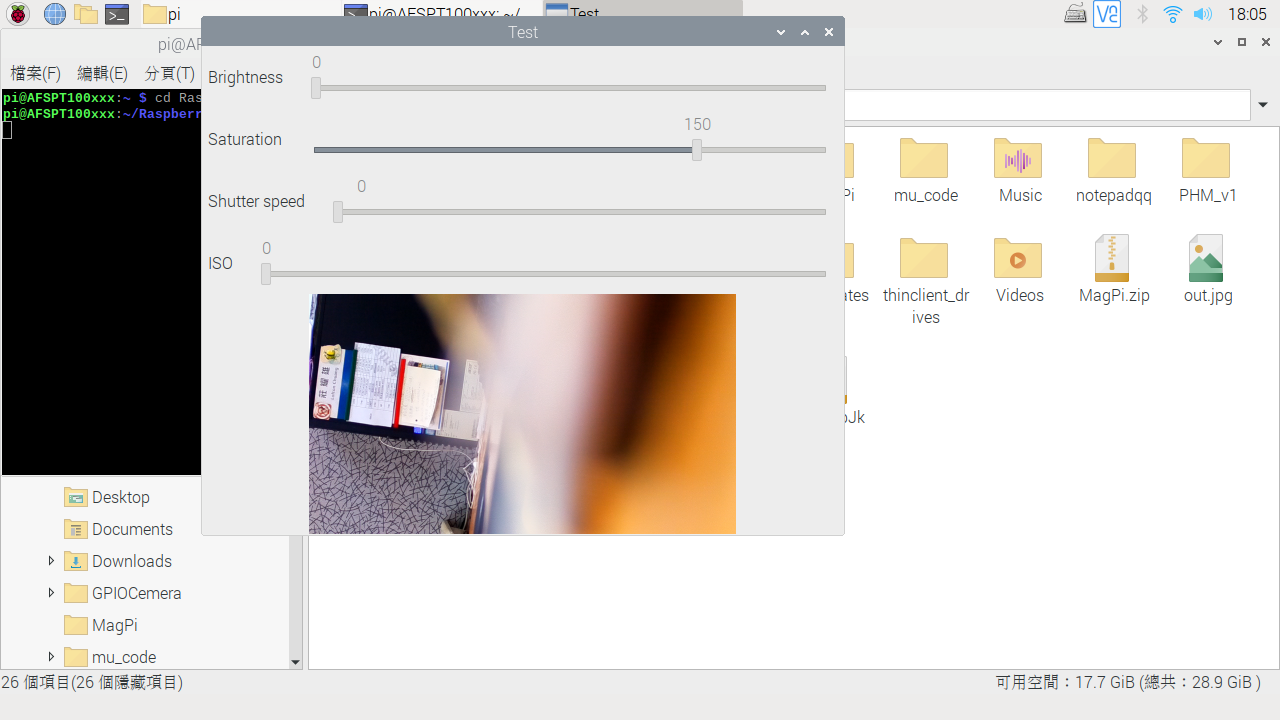 pi
pi@AFSPT100xxx: ~/
Test
18:05
Test
pi@AF
檔案(F) 編輯(E) 分頁(T)
pi@AFSPT100xxx:~ $ cd Ras
pi@AFSPT100xxx:~/Raspberr
Brightness
0
Saturation
150
Shutter speed
0
ISO
0
Pi
mu_code
Music
notepadqq
PHM_v1
ates
thinclient_dr
ives
Videos
MagPi.zip
out.jpg
Jk
Desktop
Documents
Downloads
GPIOCemera
MagPi
mu_code
26 個項目(26 個隱藏項目)
可用空間：17.7 GiB (總共：28.9 GiB )